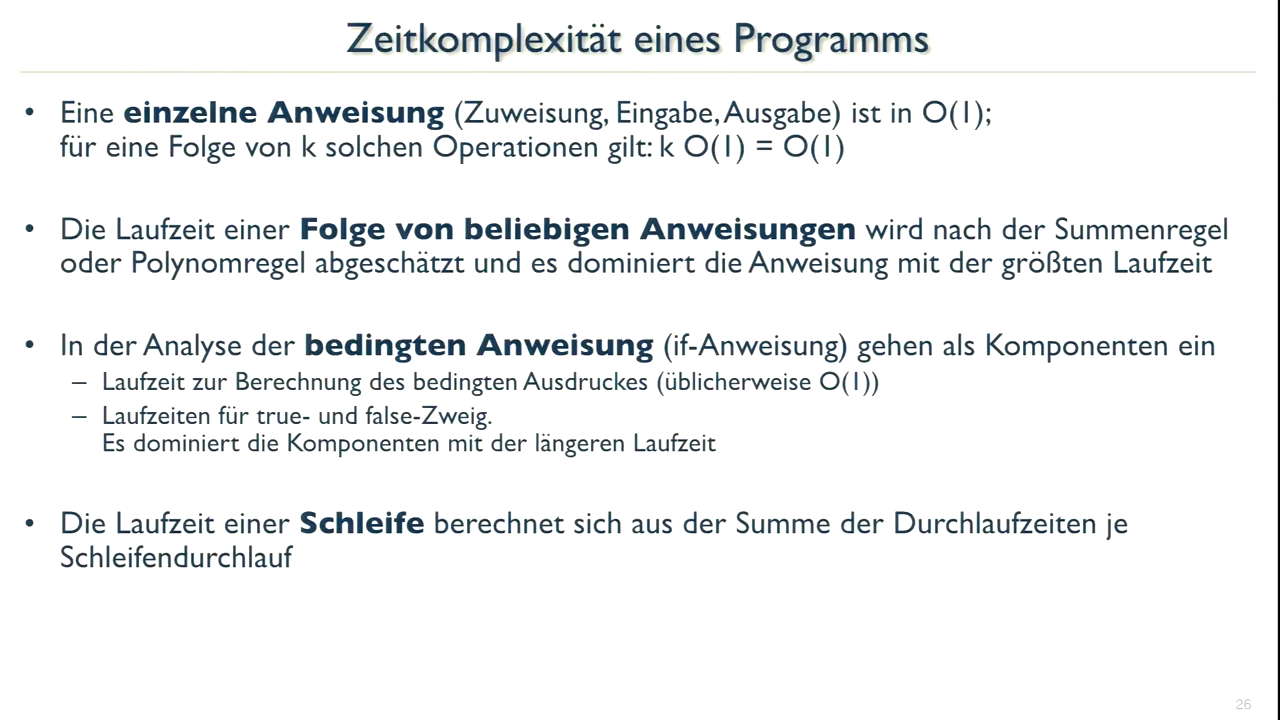 Zeitkomplexität eines Programms
• Eine einzelne Anweisung (Zuweisung, Eingabe, Ausgabe) ist in O(1);
für eine Folge von k solchen Operationen gilt: k O(1) = O(1)
• Die Laufzeit einer Folge von beliebigen Anweisungen wird nach der Summenregel
oder Polynomregel abgeschätzt und es dominiert die Anweisung mit der größten Laufzeit
• In der Analyse der bedingten Anweisung (if-Anweisung) gehen als Komponenten ein
– Laufzeit zur Berechnung des bedingten Ausdruckes (üblicherweise O(1))
– Laufzeiten für true- und false-Zweig.
Es dominiert die Komponenten mit der längeren Laufzeit
• Die Laufzeit einer Schleife berechnet sich aus der Summe der Durchlaufzeiten je
Schleifendurchlauf
26